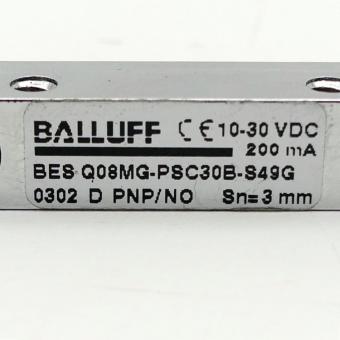 BALLUFF CE 10-30 VDC
200 mA
BES Q08MG-PSC30B-S49G
0302 D PNP/NO Sn=3 mm